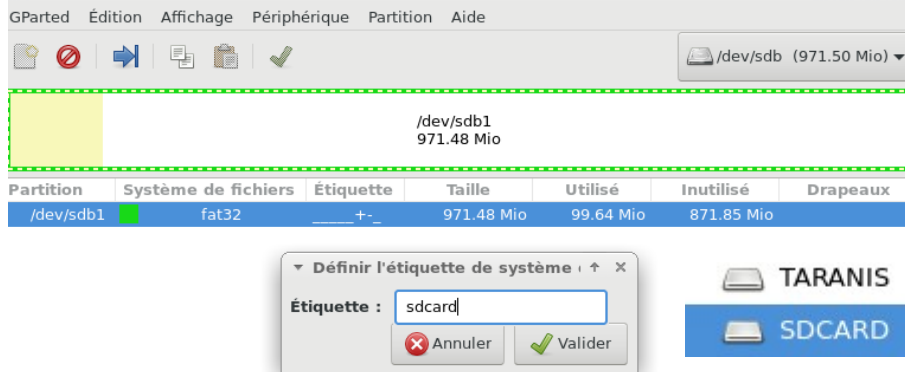 GParted Édition Affichage Périphérique Partition Aide
/dev/sdb (971.50 Mio)
/dev/sdb1
971.48 Mio
Partition Système de fichiers Étiquette Taille Utilisé Inutilisé Drapeaux
/dev/sdb1 fat32 _____+-_ 971.48 Mio 99.64 Mio 871.85 Mio
Définir l'étiquette de système
Étiquette : sdcard
Annuler Valider
TARANIS
SDCARD